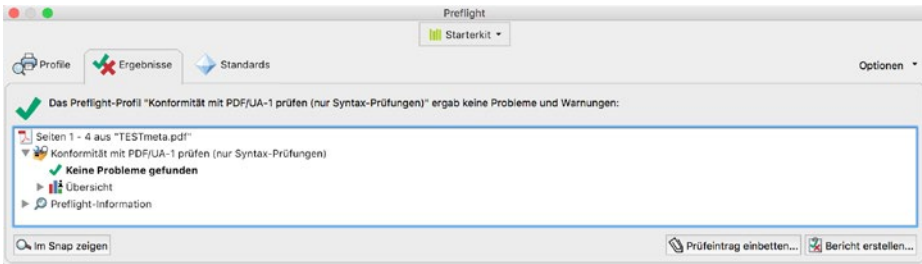 Preflight
Starterkit
Profile Ergebnisse Standards Optionen
Das Preflight-Profil "Konformität mit PDF/UA-1 prüfen (nur Syntax-Prüfungen)" ergab keine Probleme und Warnungen:
Seiten 1 - 4 aus "TESTmeta.pdf"
Konformität mit PDF/UA-1 prüfen (nur Syntax-Prüfungen)
Keine Probleme gefunden
Übersicht
Preflight-Information
Im Snap zeigen Prüfeintrag einbetten... Bericht erstellen...